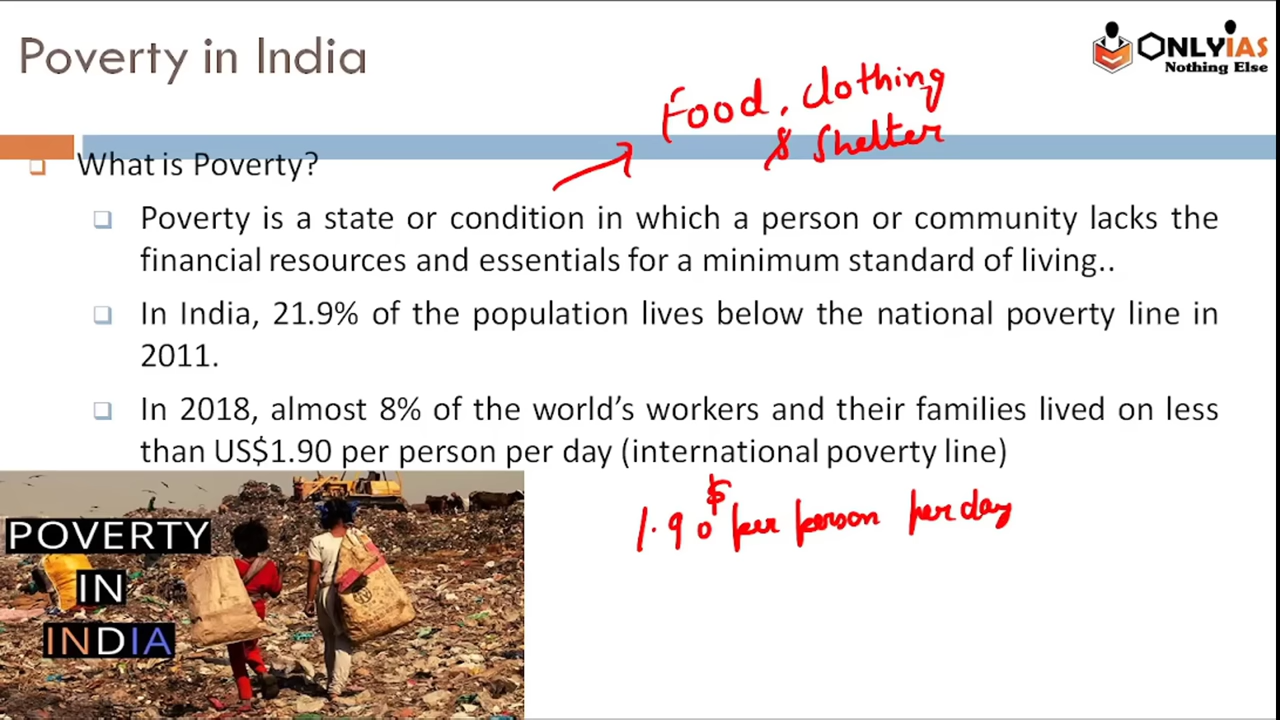 Poverty in India
ONLYIAS
Nothing Else
Food, clothing
& Shelter
What is Poverty?
Poverty is a state or condition in which a person or community lacks the
financial resources and essentials for a minimum standard of living..
In India, 21.9% of the population lives below the national poverty line in
2011.
In 2018, almost 8% of the world's workers and their families lived on less
than US$1.90 per person per day (international poverty line)
1.90 $ per person per day
POVERTY
IN
INDIA